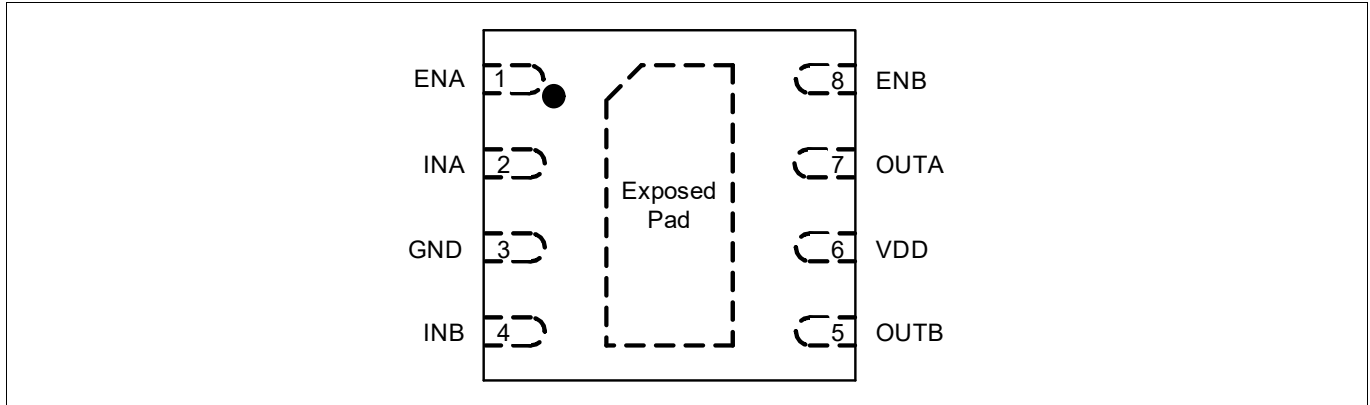 ENA 1 8 ENB
INA 2 7 OUTA
Exposed
Pad
GND 3 6 VDD
INB 4 5 OUTB